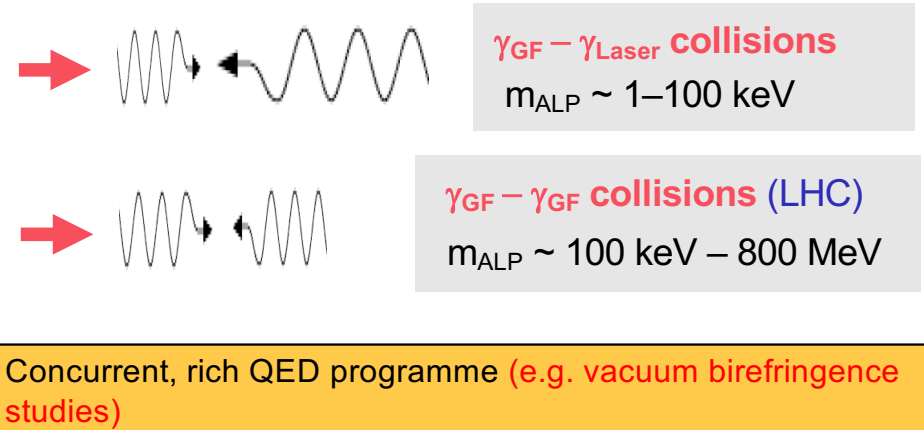 γGF – γLaser collisions
mALP ~ 1–100 keV
γGF – γGF collisions (LHC)
mALP ~ 100 keV – 800 MeV
Concurrent, rich QED programme (e.g. vacuum birefringence
studies)